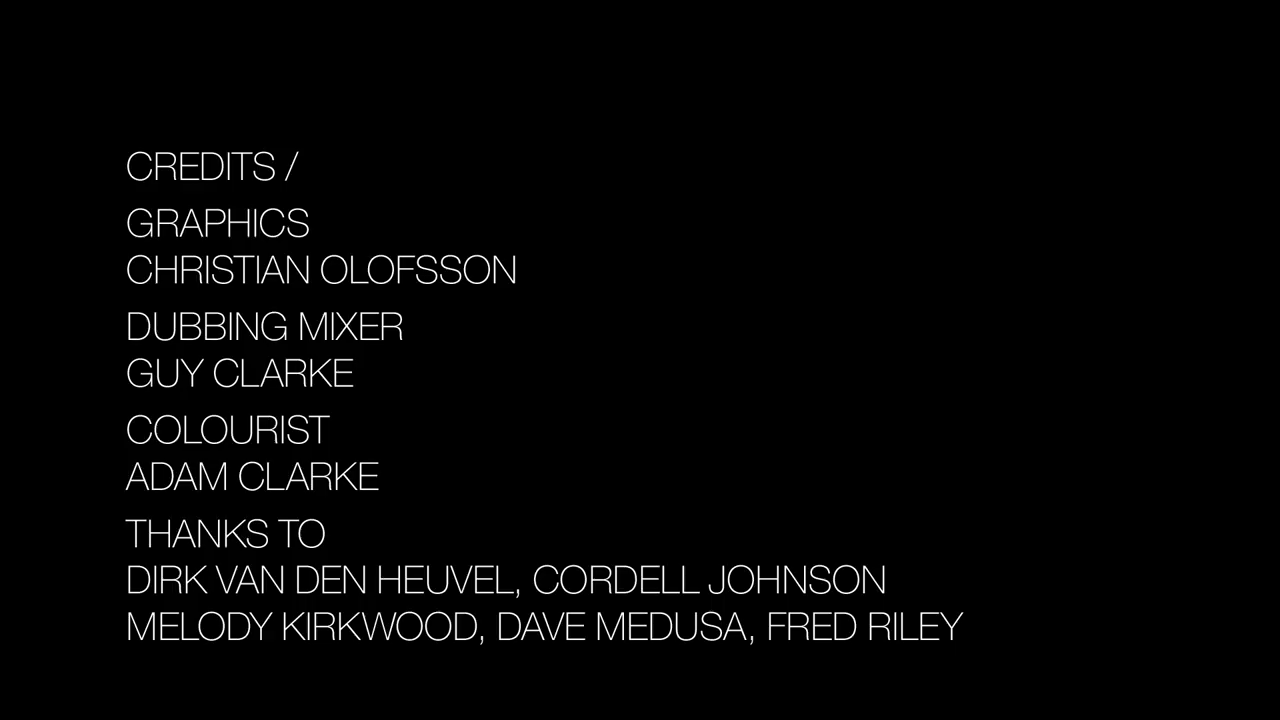 CREDITS /
GRAPHICS
CHRISTIAN OLOFSSON
DUBBING MIXER
GUY CLARKE
COLOURIST
ADAM CLARKE
THANKS TO
DIRK VAN DEN HEUVEL, CORDELL JOHNSON
MELODY KIRKWOOD, DAVE MEDUSA, FRED RILEY